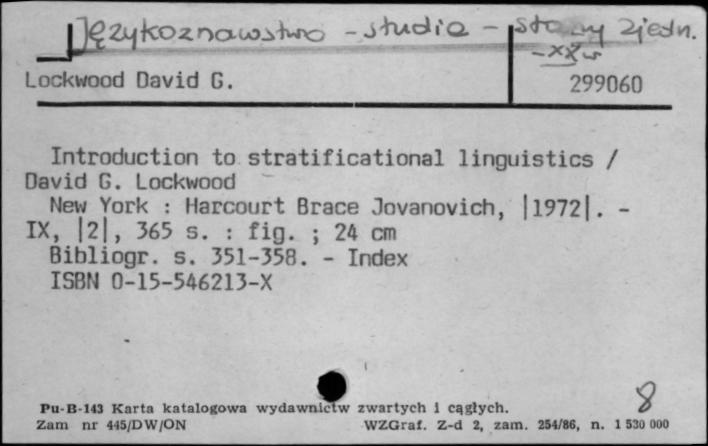 Językoznawstwo - studia - Stany Zjedn.
- XX w
Lockwood David G.
299060
Introduction to stratificational linguistics /
David G. Lockwood
New York : Harcourt Brace Jovanovich, |1972|. -
IX, |2|, 365 s. : fig. ; 24 cm
Bibliogr. s. 351-358. - Index
ISBN 0-15-546213-X
8
Pu-B-143 Karta katalogowa wydawnictw zwartych i ciągłych.
Zam nr 445/DW/ON WZGraf. Z-d 2, zam. 254/86, n. 1 530 000